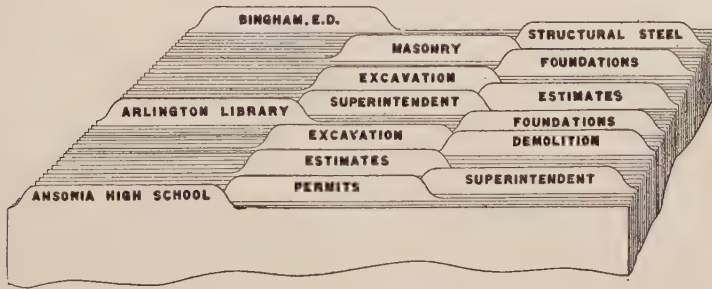 BINGHAM, E.D.
STRUCTURAL STEEL
MASONRY
FOUNDATIONS
EXCAVATION
ESTIMATES
SUPERINTENDENT
ARLINGTON LIBRARY
FOUNDATIONS
EXCAVATION
DEMOLITION
ESTIMATES
SUPERINTENDENT
PERMITS
ANSONIA HIGH SCHOOL